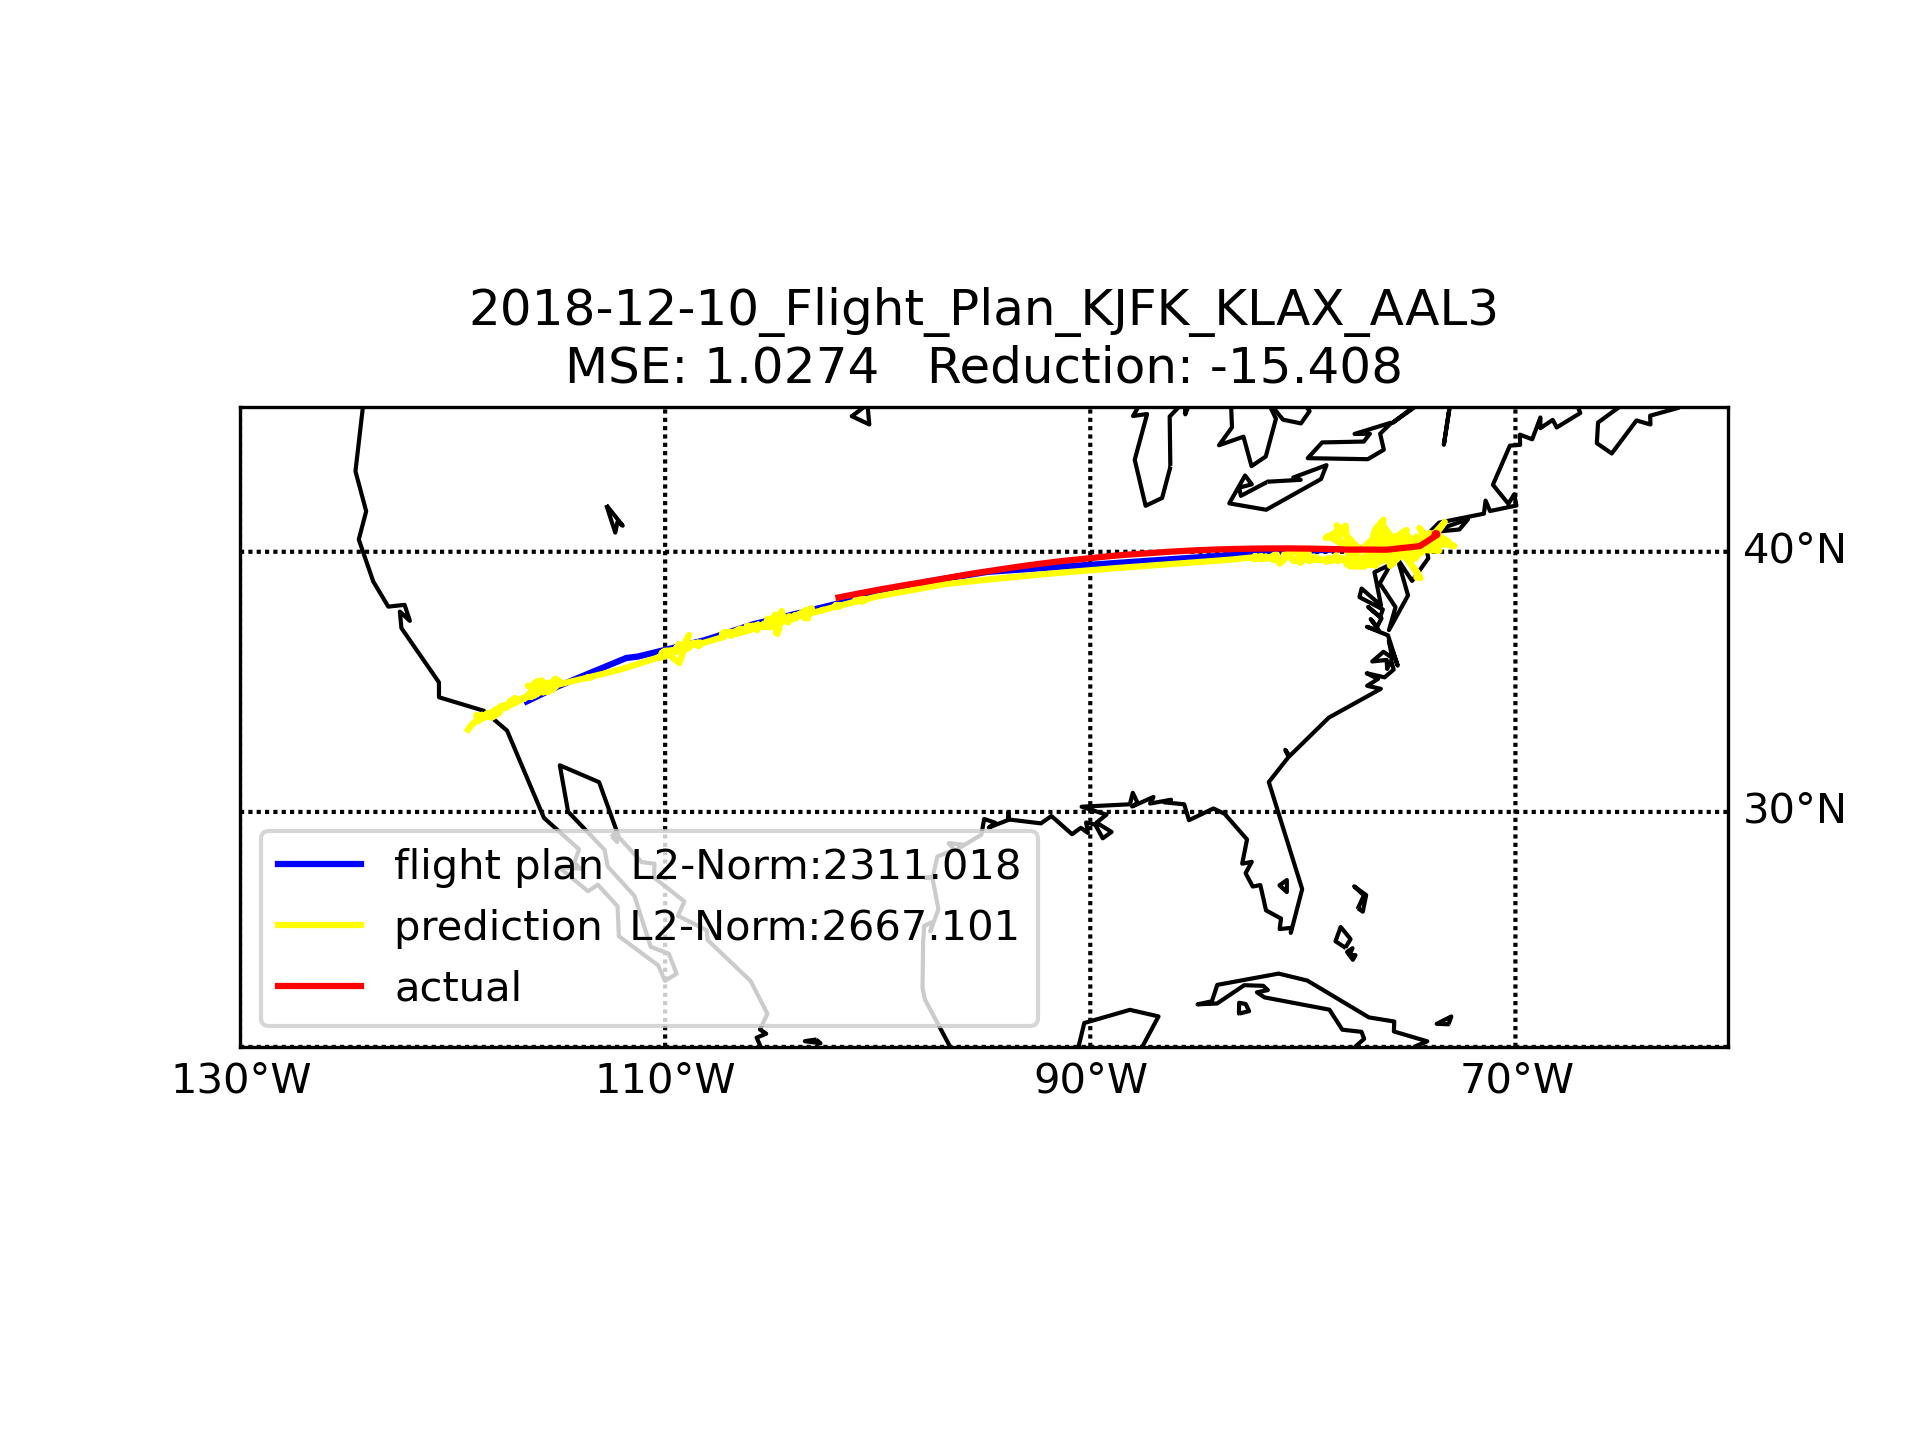 2018-12-10_Flight_Plan_KJFK_KLAX_AAL3
MSE: 1.0274   Reduction: -15.408
40°N
30°N
flight plan  L2-Norm:2311.018
prediction  L2-Norm:2667.101
actual
130°W
110°W
90°W
70°W